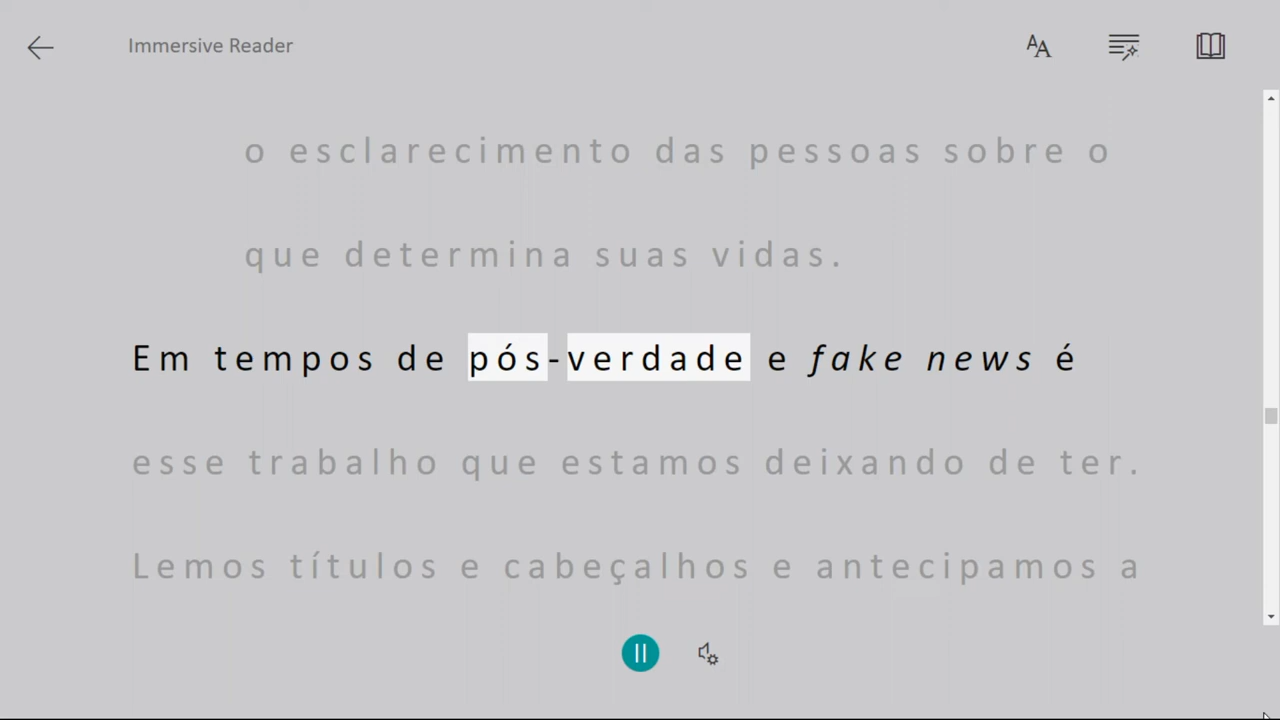 Immersive Reader
o esclarecimento das pessoas sobre o
que determina suas vidas.
Em tempos de pós-verdade e fake news é
esse trabalho que estamos deixando de ter.
Lemos títulos e cabeçalhos e antecipamos a